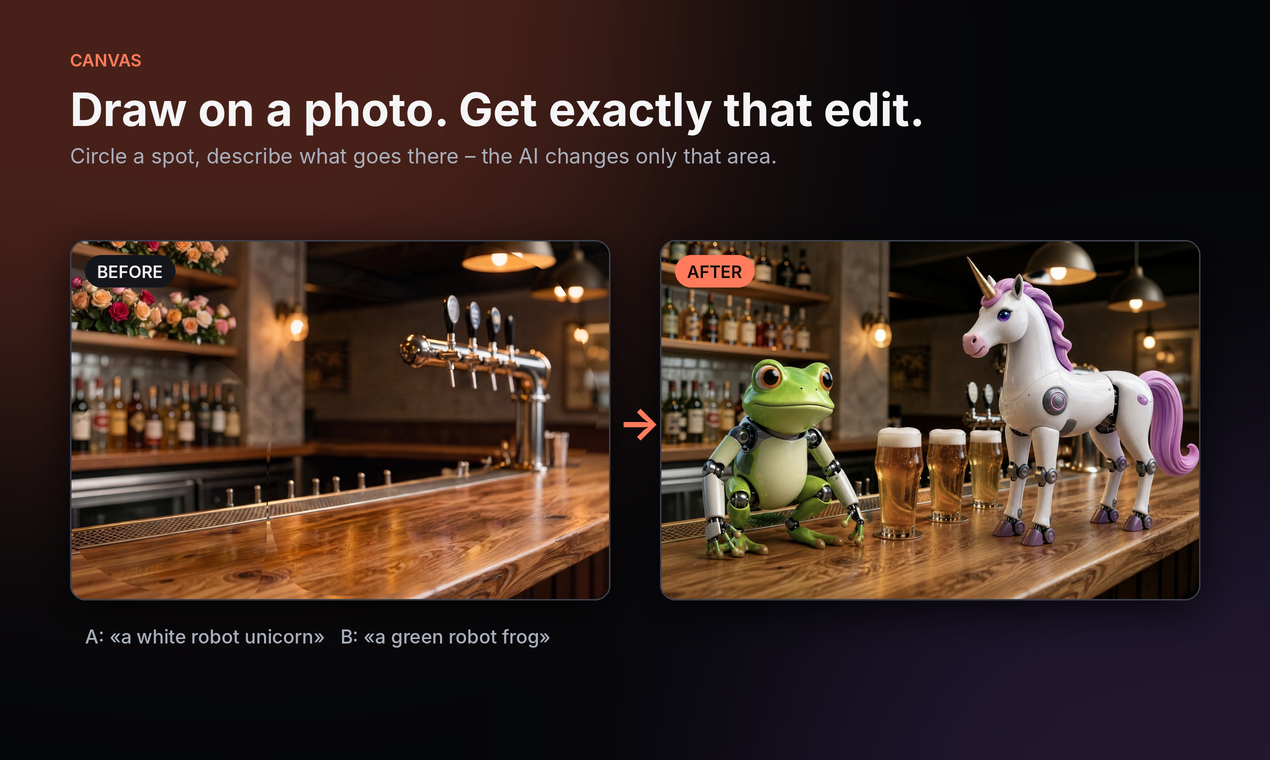 CANVAS
Draw on a photo. Get exactly that edit.
Circle a spot, describe what goes there – the AI changes only that area.
BEFORE
AFTER
A: «a white robot unicorn» B: «a green robot frog»